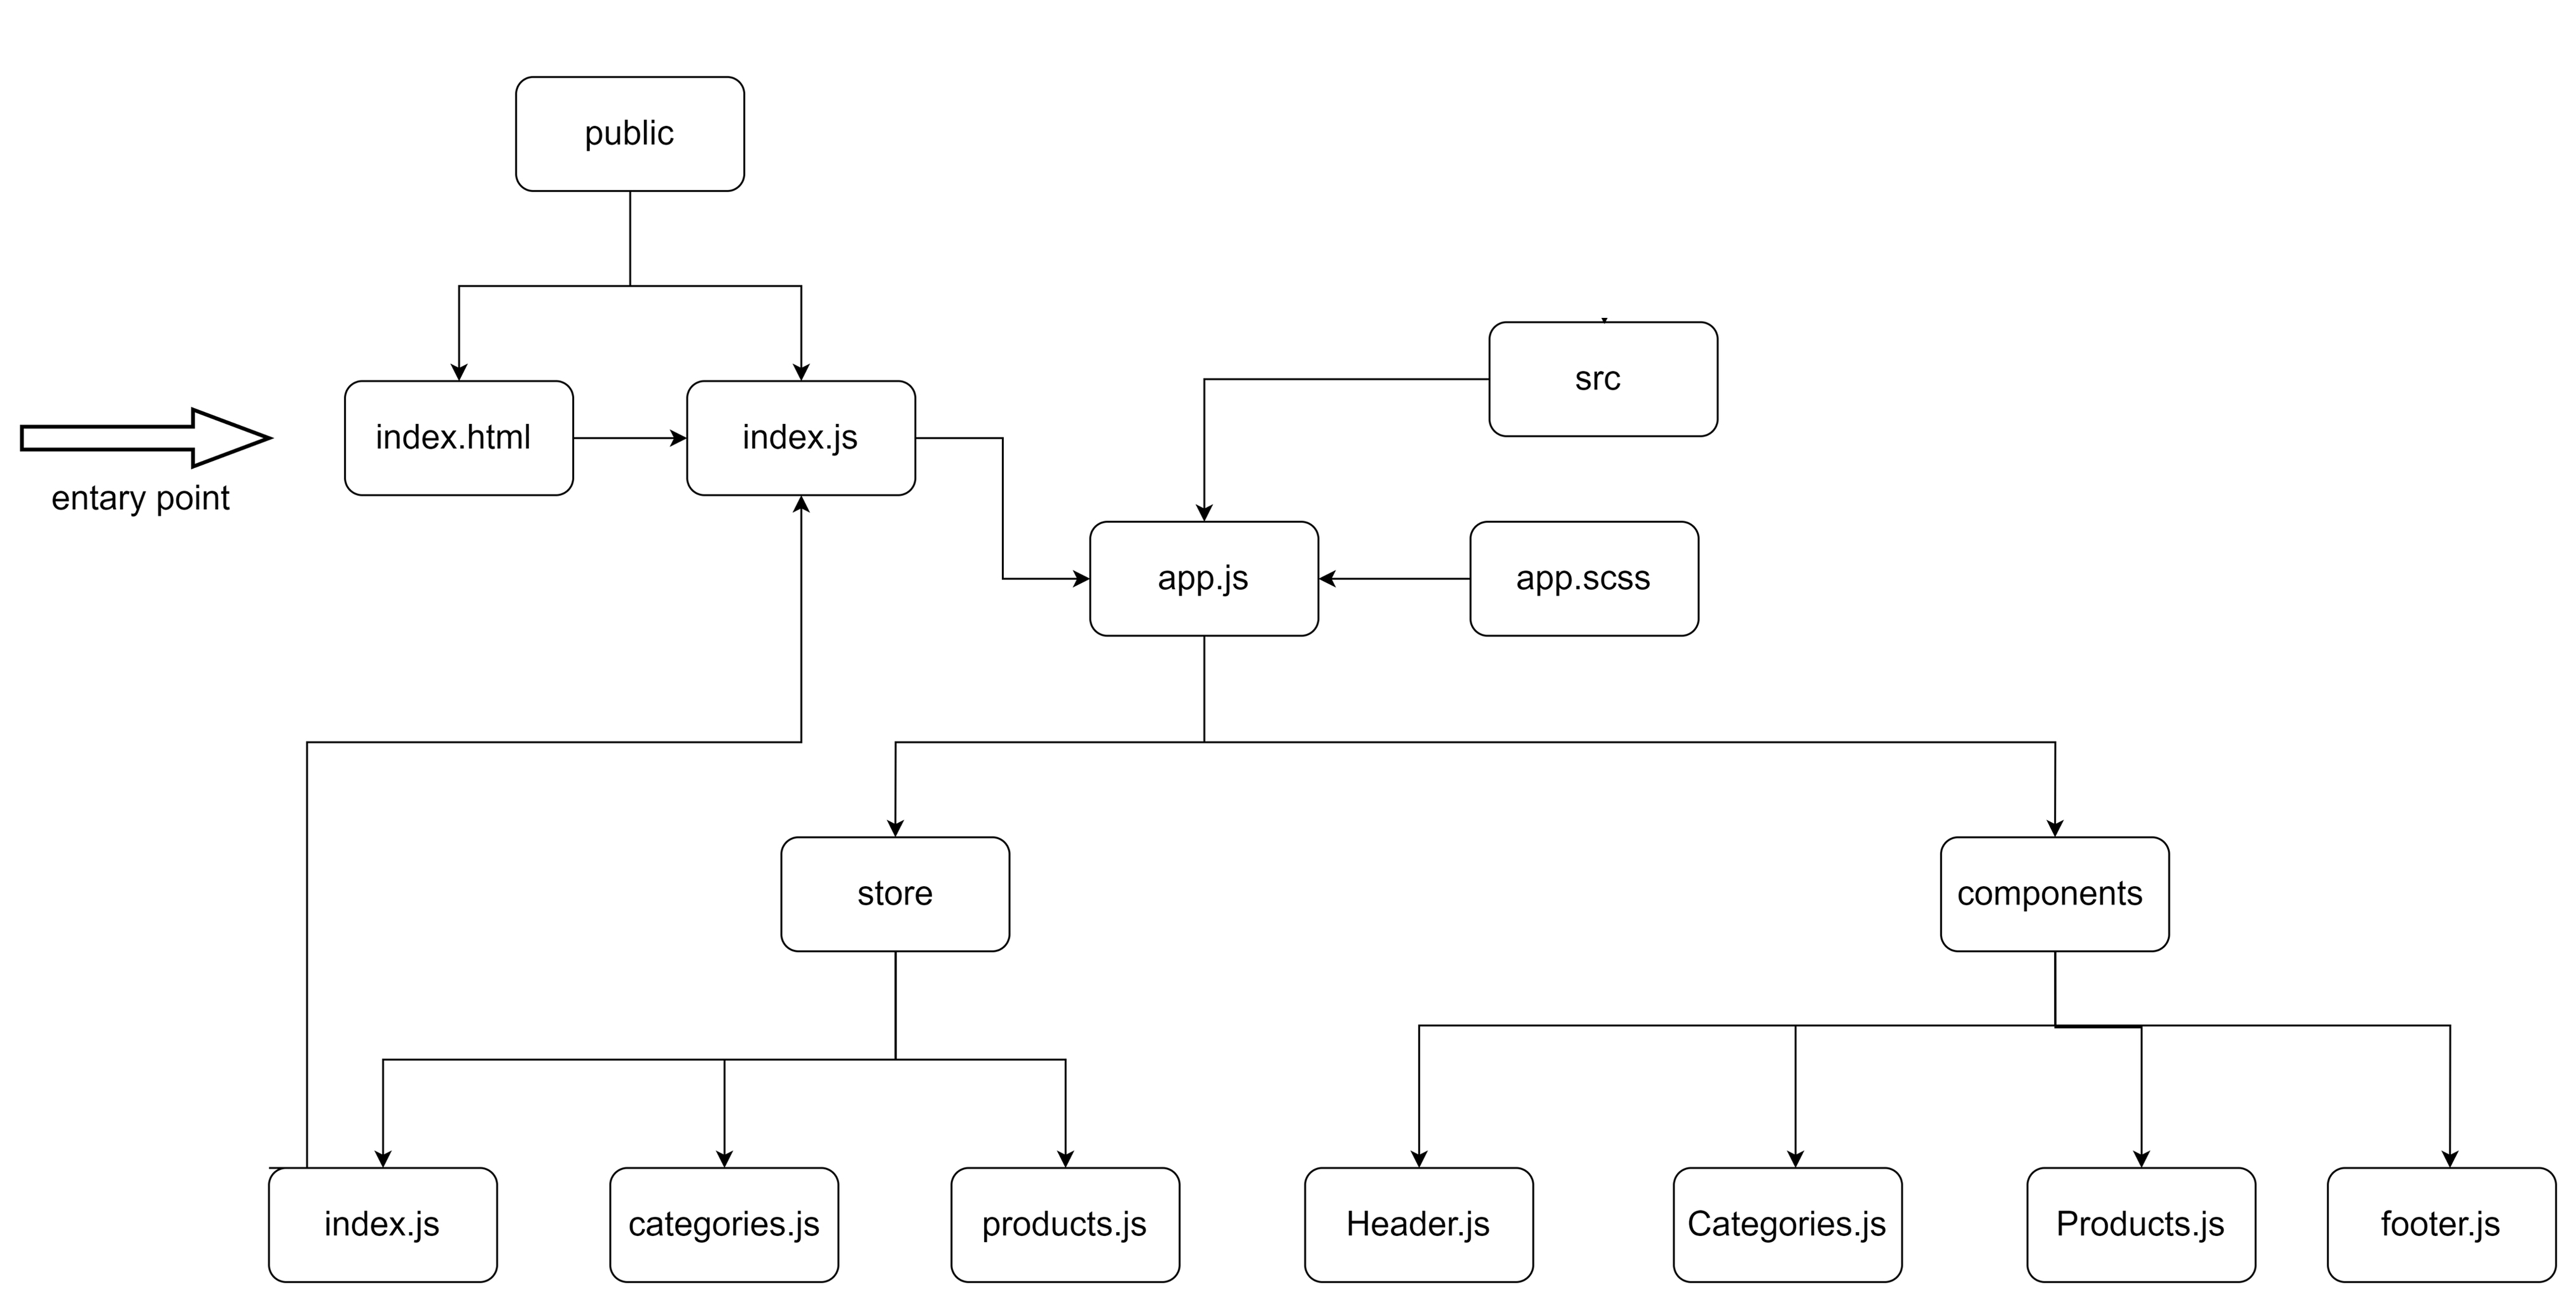 public
src
index.html
index.js
entary point
app.js
app.scss
store
components
index.js
categories.js
products.js
Header.js
Categories.js
Products.js
footer.js